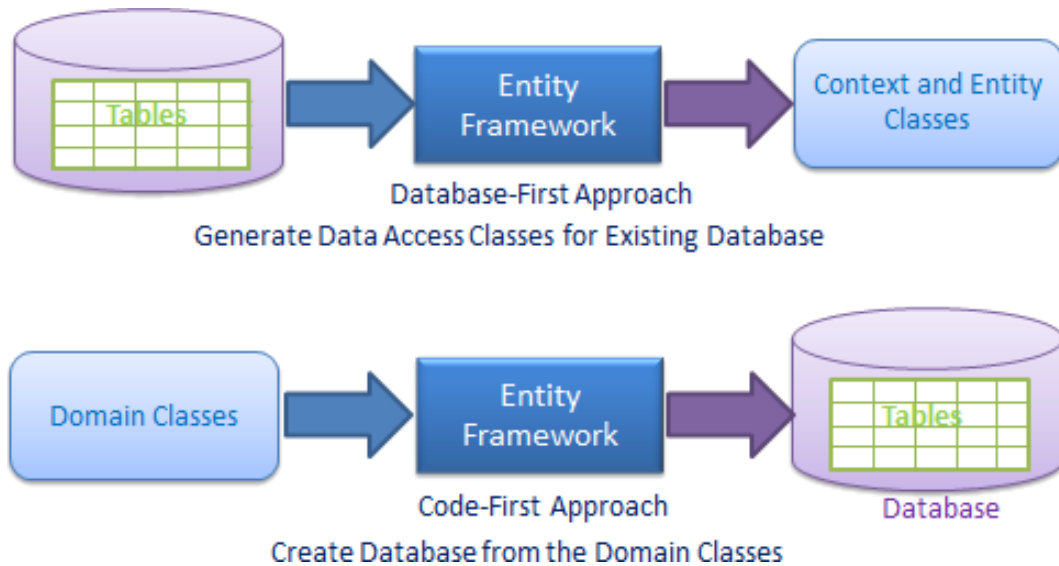 Tables
Entity
Framework
Context and Entity
Classes
Database-First Approach
Generate Data Access Classes for Existing Database
Domain Classes
Entity
Framework
Tables
Code-First Approach
Database
Create Database from the Domain Classes